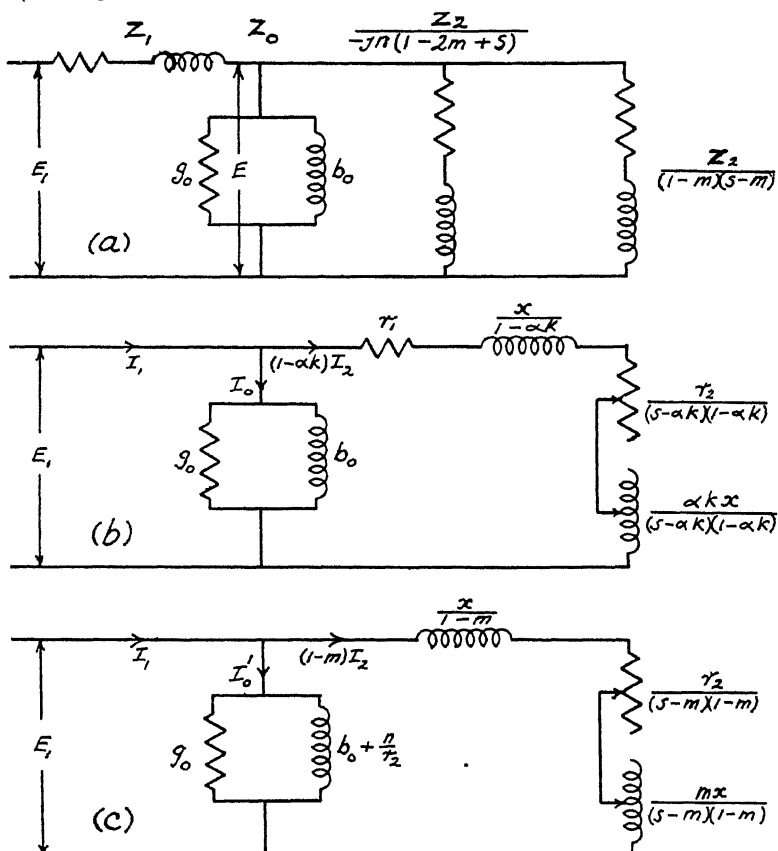 Z₁ Z₀ Z₂/-jn(1-2m+s)
E₁ g₀ E b₀ Z₂/(1-m)(s-m)
(a)
I₁ (1-αk)I₂ r₁ x/1-αk
I₀
E₁ g₀ b₀ r₂/(s-αk)(1-αk)
(b) αkx/(s-αk)(1-αk)
I₁ (1-m)I₂ x/1-m
I₀'
E₁ g₀ b₀+n/r₂ r₂/(s-m)(1-m)
(c) mx/(s-m)(1-m)